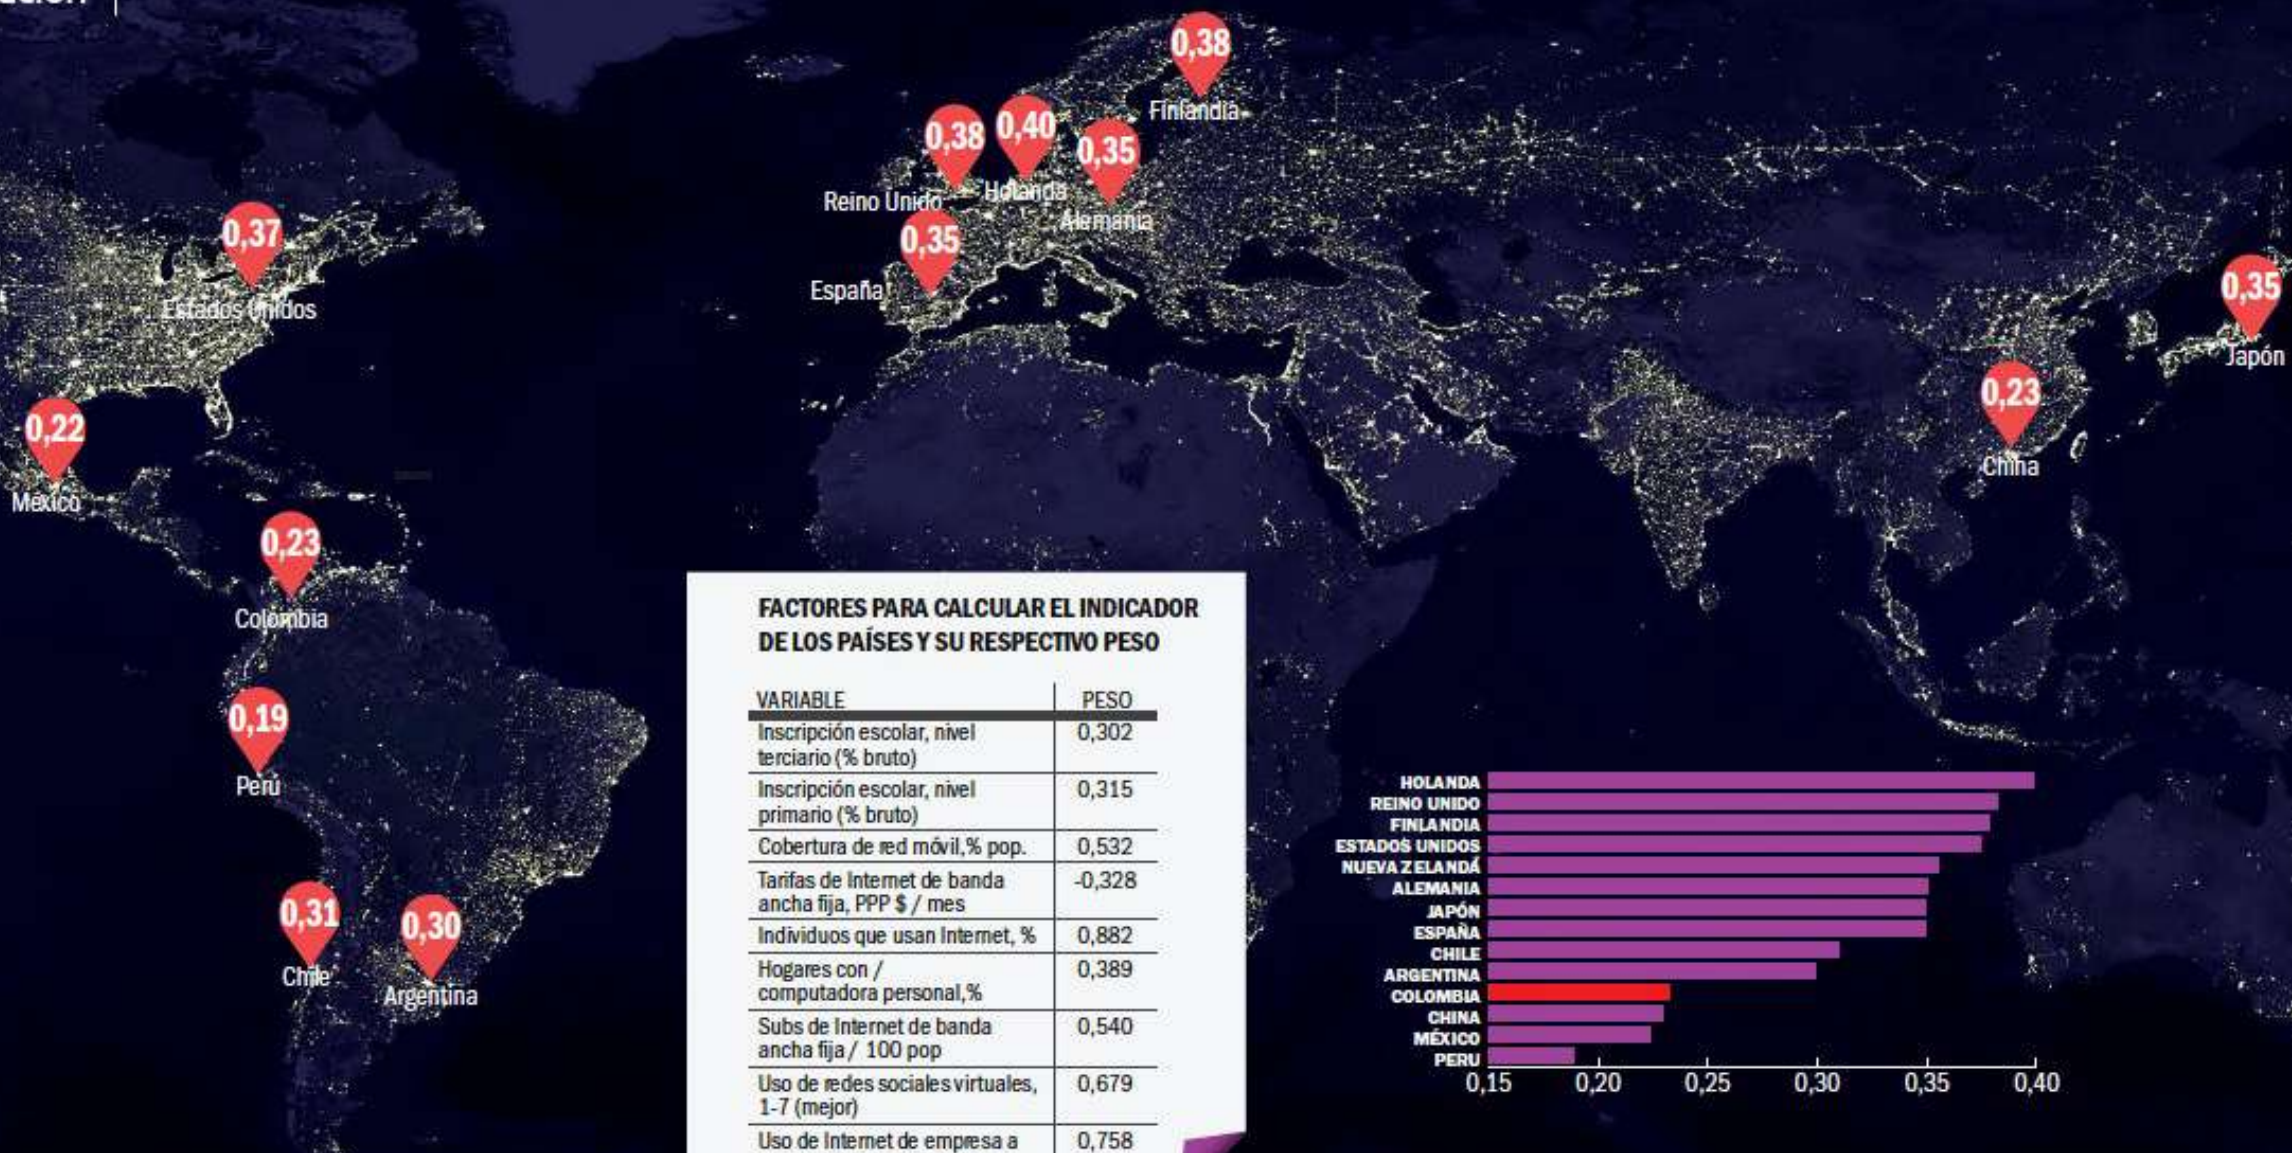 0,38
Finlandia
0,38
0,40
0,35
Reino Unido
Holanda
Alemania
0,35
España
0,37
Estados Unidos
0,35
Japón
0,23
China
0,22
México
0,23
Colombia
0,19
Perú
0,31
Chile
0,30
Argentina
FACTORES PARA CALCULAR EL INDICADOR
DE LOS PAÍSES Y SU RESPECTIVO PESO
VARIABLE PESO
Inscripción escolar, nivel 0,302
terciario (% bruto)
Inscripción escolar, nivel 0,315
primario (% bruto)
Cobertura de red móvil,% pop. 0,532
Tarifas de Internet de banda -0,328
ancha fija, PPP $ / mes
Individuos que usan Internet, % 0,882
Hogares con / 0,389
computadora personal,%
Subs de Internet de banda 0,540
ancha fija / 100 pop
Uso de redes sociales virtuales, 0,679
1-7 (mejor)
Uso de Internet de empresa a 0,758
HOLANDA
REINO UNIDO
FINLANDIA
ESTADOS UNIDOS
NUEVA ZELANDÁ
ALEMANIA
JAPÓN
ESPAÑA
CHILE
ARGENTINA
COLOMBIA
CHINA
MÉXICO
PERU
0,15 0,20 0,25 0,30 0,35 0,40